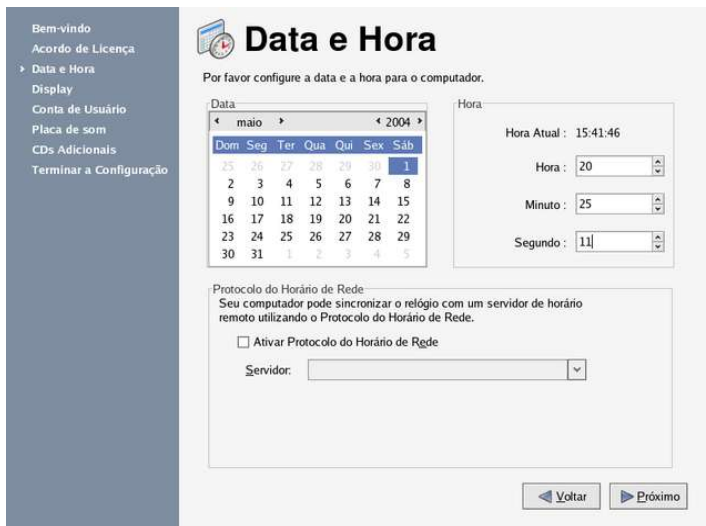 Bem-vindo
Acordo de Licença
Data e Hora
Display
Conta de Usuário
Placa de som
CDs Adicionais
Terminar a Configuração
Data e Hora
Por favor configure a data e a hora para o computador.
Data
maio 2004
Dom Seg Ter Qua Qui Sex Sáb
25 26 27 28 29 30 1
2 3 4 5 6 7 8
9 10 11 12 13 14 15
16 17 18 19 20 21 22
23 24 25 26 27 28 29
30 31 1 2 3 4 5
Hora
Hora Atual : 15:41:46
Hora : 20
Minuto : 25
Segundo : 11
Protocolo do Horário de Rede
Seu computador pode sincronizar o relógio com um servidor de horário
remoto utilizando o Protocolo do Horário de Rede.
Ativar Protocolo do Horário de Rede
Servidor:
Voltar
Próximo